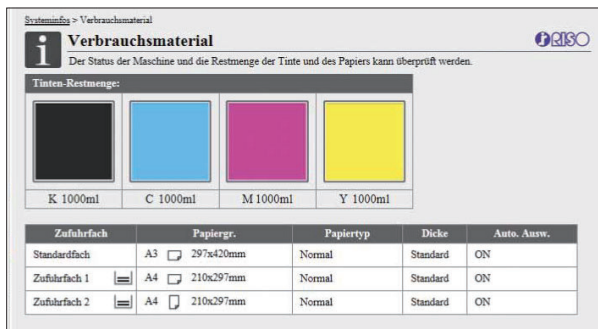 Systeminfos > Verbrauchsmaterial
Verbrauchsmaterial
RISO
Der Status der Maschine und die Restmenge der Tinte und des Papiers kann überprüft werden.
Tinten-Restmenge:
K 1000ml C 1000ml M 1000ml Y 1000ml
Zufuhrfach Papiergr. Papiertyp Dicke Auto. Ausw.
Standardfach A3 297x420mm Normal Standard ON
Zufuhrfach 1 A4 210x297mm Normal Standard ON
Zufuhrfach 2 A4 210x297mm Normal Standard ON